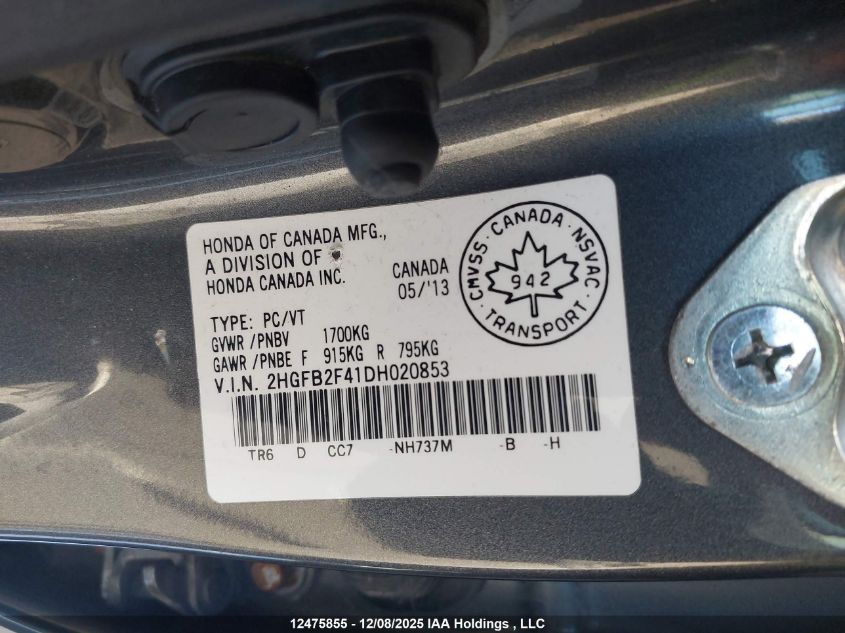 HONDA OF CANADA MFG.,
A DIVISION OF
HONDA CANADA INC.
CANADA
05/'13
CMVSS · CANADA · NSVAC
942
· TRANSPORT ·
TYPE: PC/VT
GVWR /PNBV 1700KG
GAWR /PNBE F 915KG R 795KG
V.I.N. 2HGFB2F41DH020853
TR6 D CC7 -NH737M -B -H
12475855 - 12/08/2025 IAA Holdings , LLC